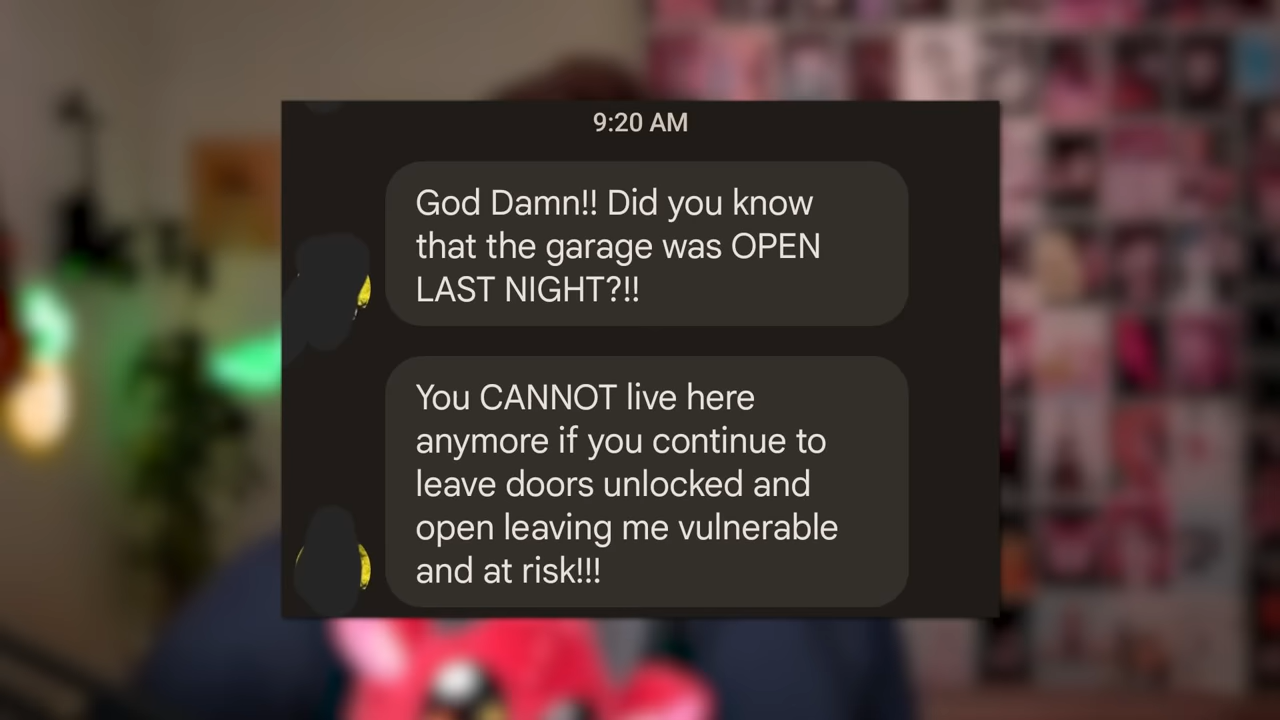 9:20 AM
God Damn!! Did you know
that the garage was OPEN
LAST NIGHT?!!
You CANNOT live here
anymore if you continue to
leave doors unlocked and
open leaving me vulnerable
and at risk!!!